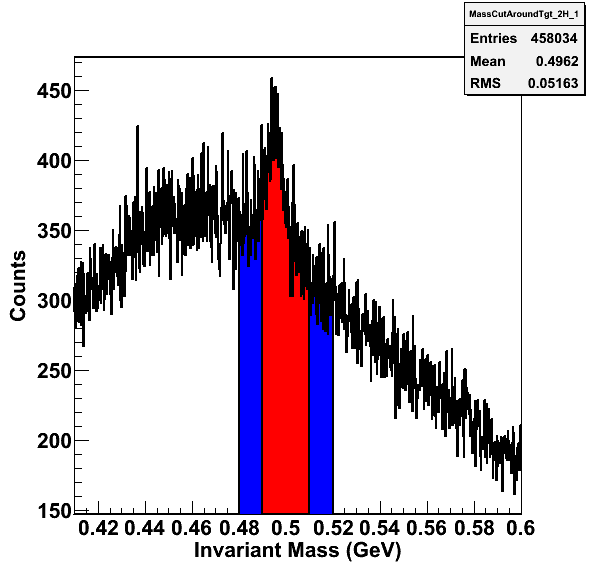 MassCutAroundTgt_2H_1
Entries 458034
Mean 0.4962
RMS 0.05163
450
400
350
300
250
200
150
Counts
0.42 0.44 0.46 0.48 0.5 0.52 0.54 0.56 0.58 0.6
Invariant Mass (GeV)